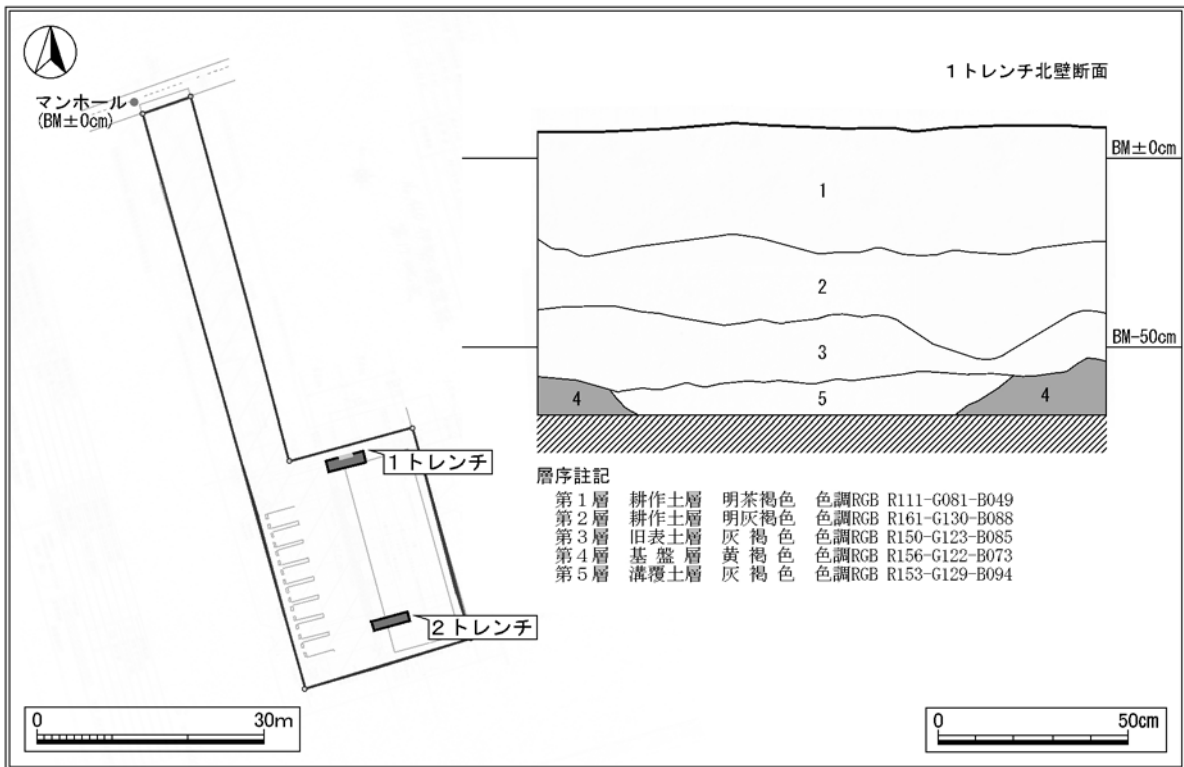 マンホール
(BM±0cm)
1トレンチ
2トレンチ
0 30m
1トレンチ北壁断面
BM±0cm
1
2
BM-50cm
3
4 5 4
層序註記
第1層 耕作土層 明茶褐色 色調RGB R111-G081-B049
第2層 耕作土層 明灰褐色 色調RGB R161-G130-B088
第3層 旧表土層 灰褐色 色調RGB R150-G123-B085
第4層 基盤層 黄褐色 色調RGB R156-G122-B073
第5層 溝覆土層 灰褐色 色調RGB R153-G129-B094
0 50cm